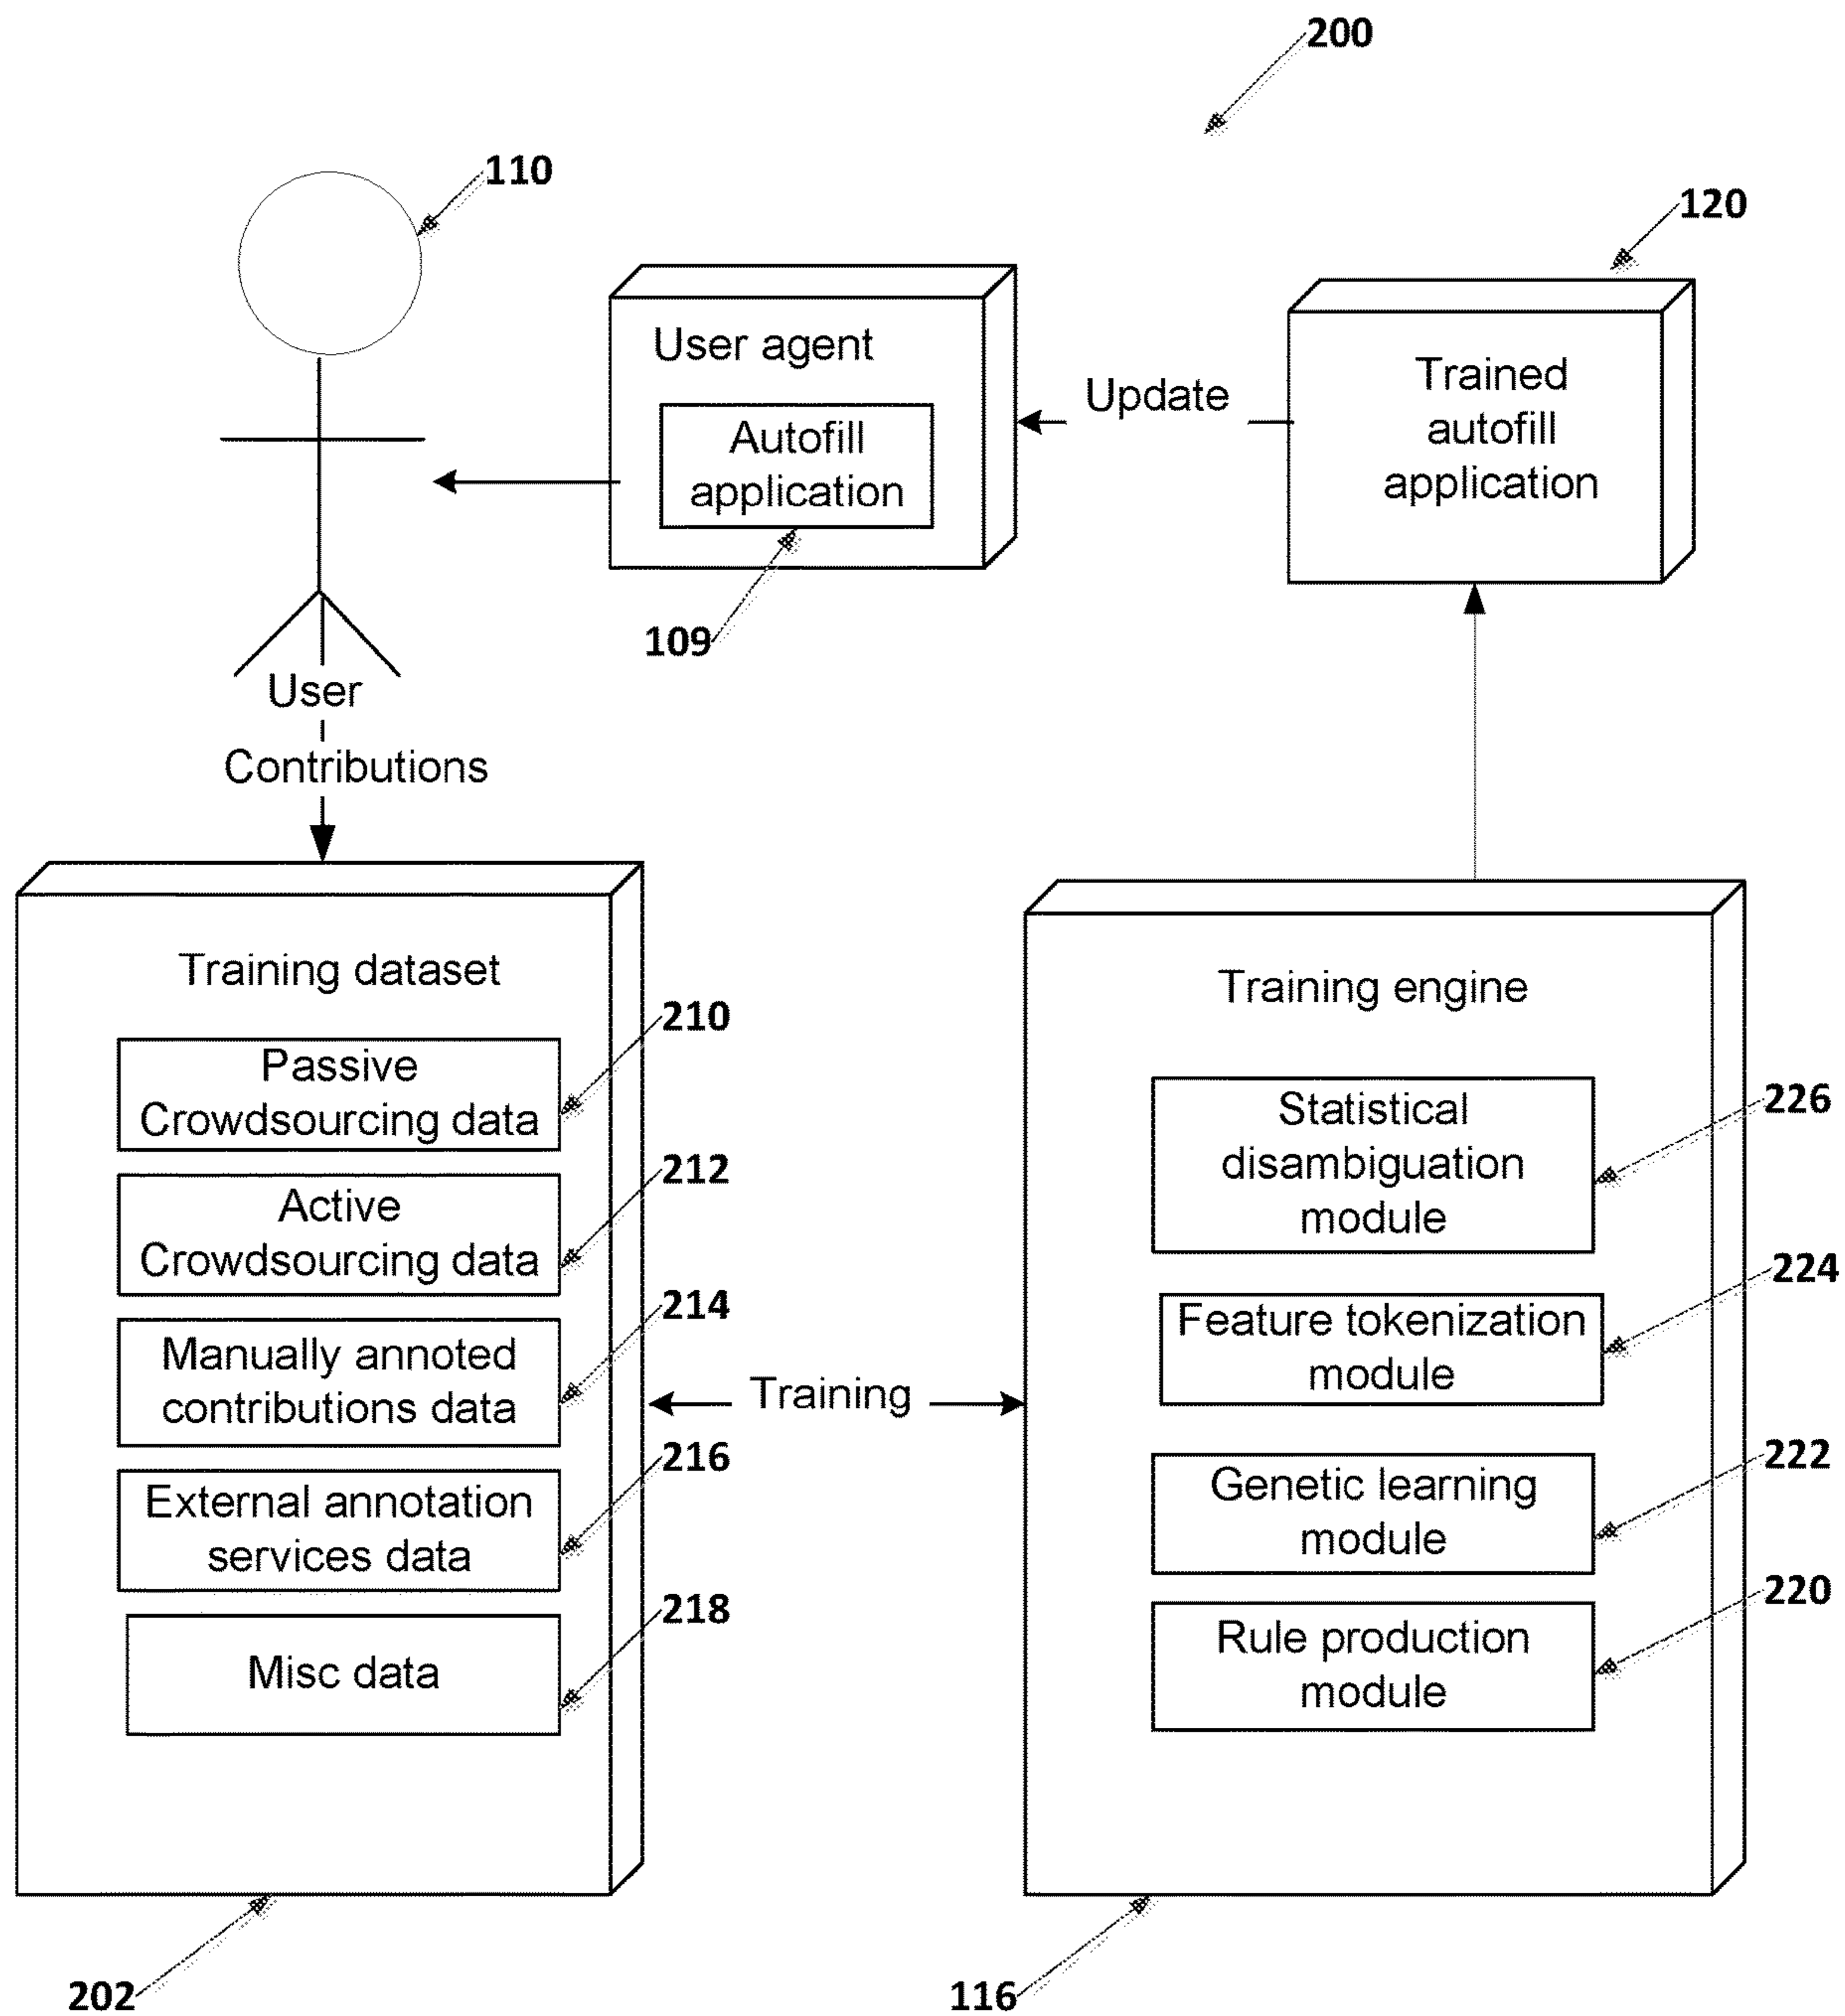 200
110
120
User agent
Autofill
application
109
Update
Trained
autofill
application
User
Contributions
Training dataset
210
Passive
Crowdsourcing data
212
Active
Crowdsourcing data
214
Manually annoted
contributions data
216
External annotation
services data
218
Misc data
202
Training
Training engine
Statistical
disambiguation
module
226
Feature tokenization
module
224
Genetic learning
module
222
Rule production
module
220
116